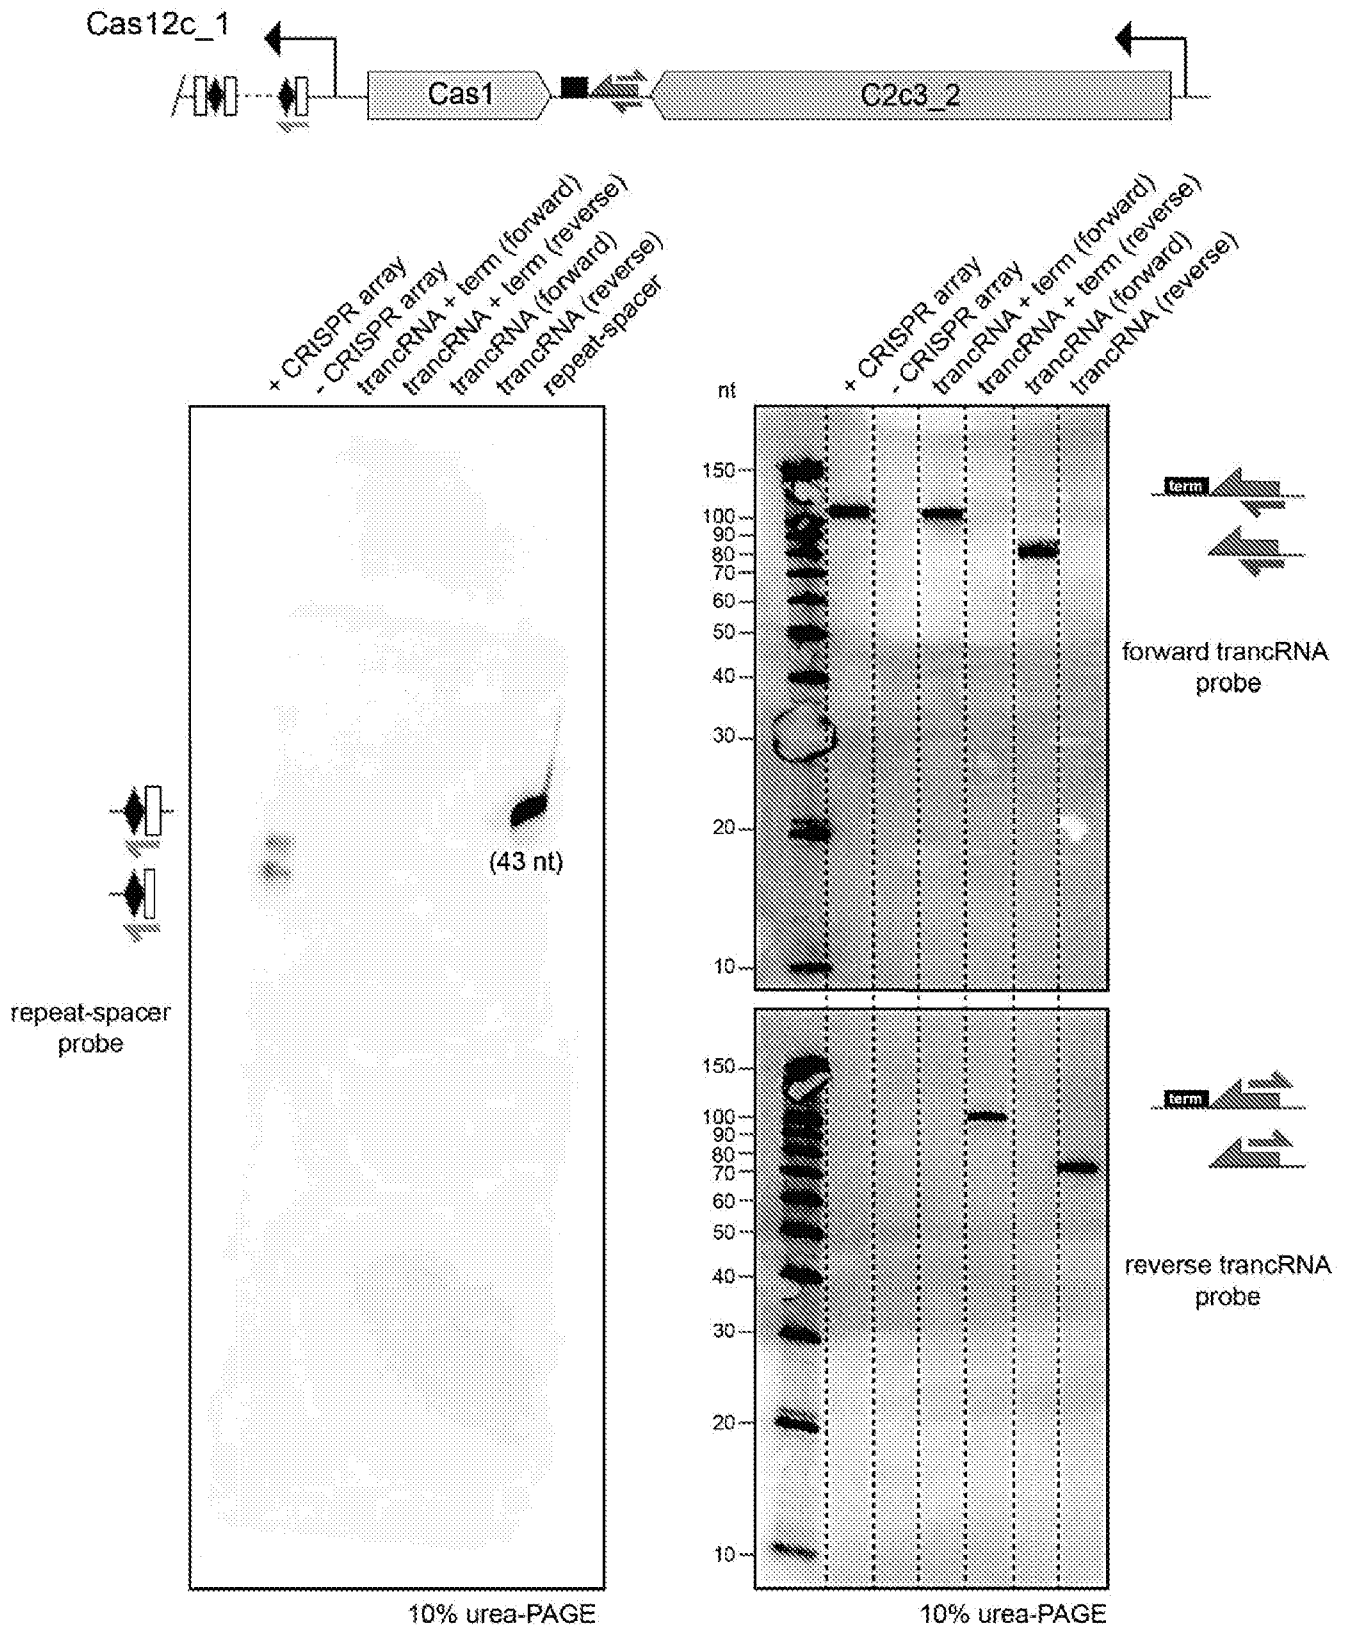 Cas12c_1
Cas1
C2c3_2
+ CRISPR array
- CRISPR array
trancRNA + term (forward)
trancRNA + term (reverse)
trancRNA (forward)
trancRNA (reverse)
repeat-spacer
(43 nt)
repeat-spacer
probe
10% urea-PAGE
+ CRISPR array
- CRISPR array
trancRNA + term (forward)
trancRNA + term (reverse)
trancRNA (forward)
trancRNA (reverse)
nt
150
100
90
80
70
60
50
40
30
20
10
term
forward trancRNA
probe
150
100
90
80
70
60
50
40
30
20
10
term
reverse trancRNA
probe
10% urea-PAGE